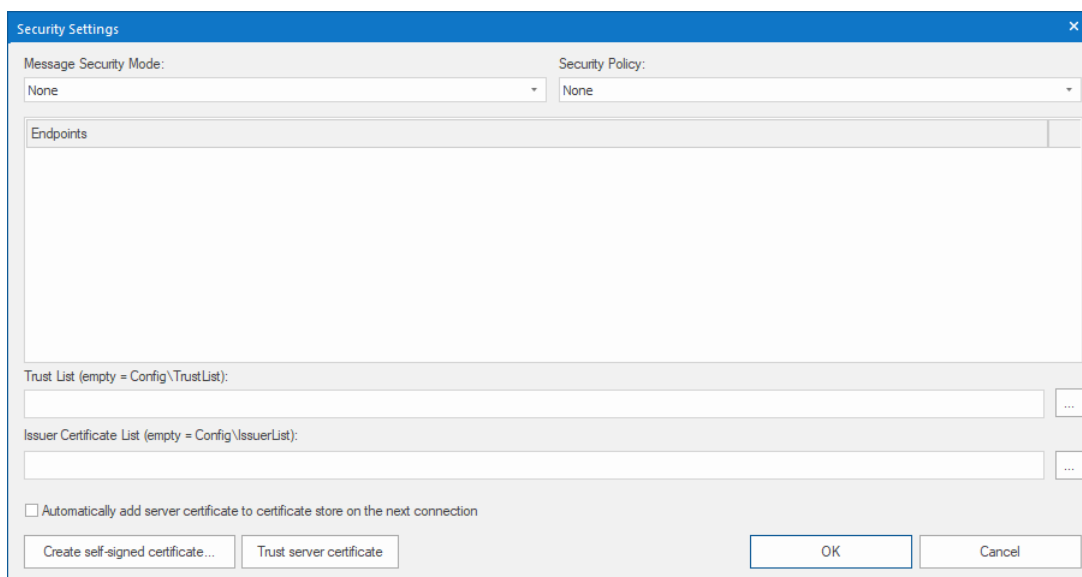 Security Settings
Message Security Mode: Security Policy:
None None
Endpoints
Trust List (empty = Config\TrustList):
...
Issuer Certificate List (empty = Config\IssuerList):
...
Automatically add server certificate to certificate store on the next connection
Create self-signed certificate... Trust server certificate OK Cancel